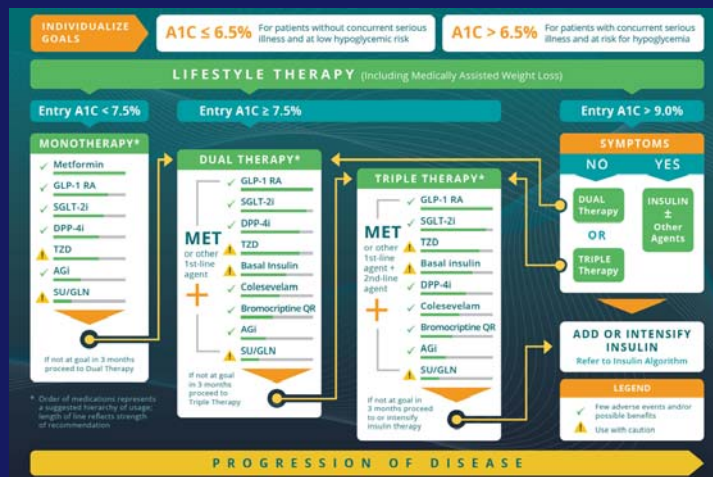 INDIVIDUALIZE
GOALS
A1C ≤ 6.5%
For patients without concurrent serious
illness and at low hypoglycemic risk
A1C > 6.5%
For patients with concurrent serious
illness and at risk for hypoglycemia
LIFESTYLE THERAPY (Including Medically Assisted Weight Loss)
Entry A1C < 7.5%
Entry A1C ≥ 7.5%
Entry A1C > 9.0%
MONOTHERAPY*
Metformin
GLP-1 RA
SGLT-2i
DPP-4i
TZD
AGi
SU/GLN
If not at goal in 3 months
proceed to Dual Therapy
DUAL THERAPY*
MET
or other
1st-line
agent
+
GLP-1 RA
SGLT-2i
DPP-4i
TZD
Basal Insulin
Colesevelam
Bromocriptine QR
AGi
SU/GLN
If not at goal
in 3 months
proceed to
Triple Therapy
TRIPLE THERAPY*
MET
or other
1st-line
agent +
2nd-line
agent
+
GLP-1 RA
SGLT-2i
TZD
Basal insulin
DPP-4i
Colesevelam
Bromocriptine QR
AGi
SU/GLN
If not at goal in
3 months proceed
to or intensify
insulin therapy
SYMPTOMS
NO
YES
DUAL
Therapy
OR
TRIPLE
Therapy
INSULIN
±
Other
Agents
ADD OR INTENSIFY
INSULIN
Refer to Insulin Algorithm
LEGEND
Few adverse events and/or
possible benefits
Use with caution
* Order of medications represents
a suggested hierarchy of usage;
length of line reflects strength
of recommendation
PROGRESSION OF DISEASE